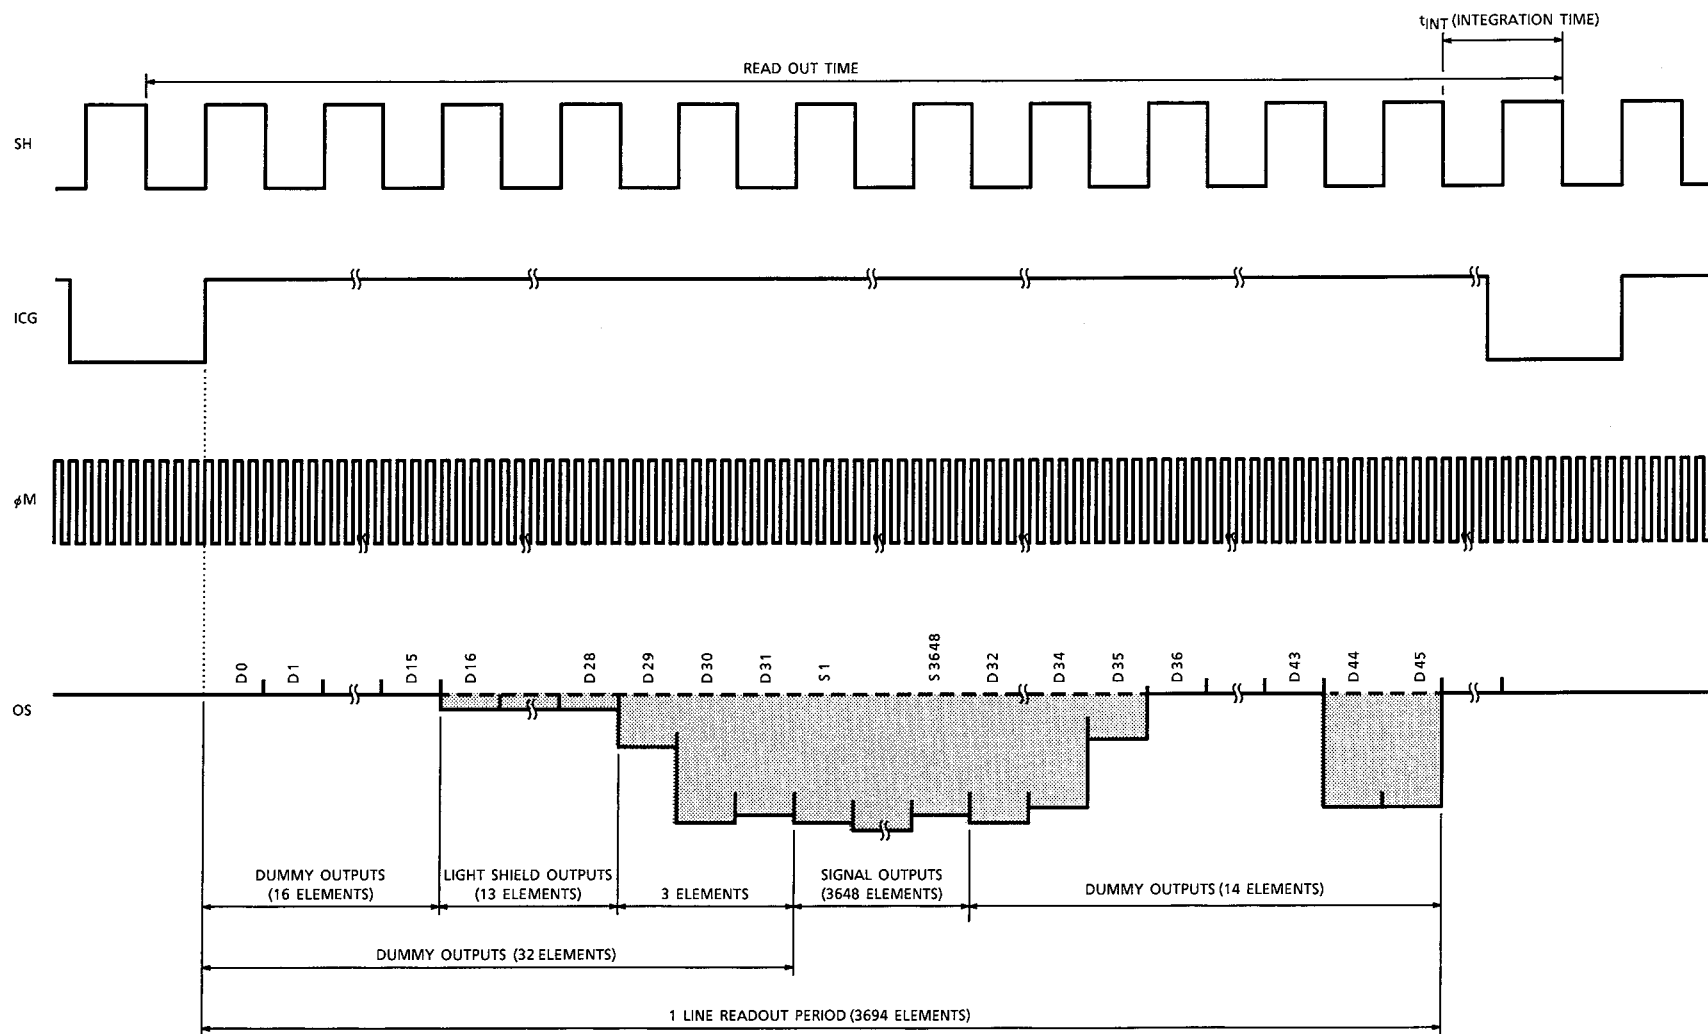 tINT (INTEGRATION TIME)
READ OUT TIME
SH
ICG
φM
D0 D1 D15 D16 D28 D29 D30 D31 S1 S3648 D32 D34 D35 D36 D43 D44 D45
OS
DUMMY OUTPUTS
(16 ELEMENTS)
LIGHT SHIELD OUTPUTS
(13 ELEMENTS)
3 ELEMENTS
SIGNAL OUTPUTS
(3648 ELEMENTS)
DUMMY OUTPUTS (14 ELEMENTS)
DUMMY OUTPUTS (32 ELEMENTS)
1 LINE READOUT PERIOD (3694 ELEMENTS)